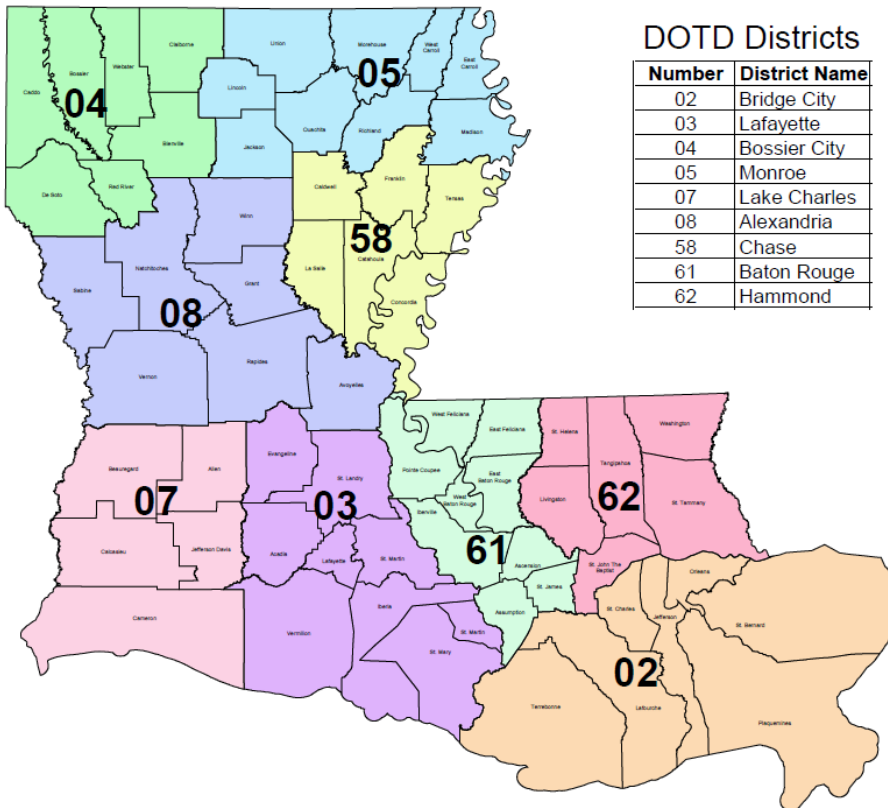 DOTD Districts
Number District Name
02 Bridge City
03 Lafayette
04 Bossier City
05 Monroe
07 Lake Charles
08 Alexandria
58 Chase
61 Baton Rouge
62 Hammond
Caddo
Bossier
Webster
Claiborne
04
Bienville
De Soto
Red River
Union
Morehouse
West
Carroll
East
Carroll
05
Lincoln
Ouachita
Richland
Madison
Jackson
Caldwell
Franklin
Tensas
58
La Salle
Catahoula
Concordia
Winn
Natchitoches
Sabine
Grant
08
Vernon
Rapides
Avoyelles
Beauregard
Allen
07
Calcasieu
Jefferson Davis
Cameron
Evangeline
St. Landry
03
Acadia
Lafayette
St. Martin
Vermilion
Iberia
St. Martin
St. Mary
West Feliciana
East Feliciana
Pointe Coupee
East
Baton Rouge
West
Baton Rouge
Iberville
61
Ascension
St. James
Assumption
St. Helena
Tangipahoa
Washington
Livingston
62
St. Tammany
St. John The
Baptist
Orleans
St. Charles
Jefferson
St. Bernard
02
Terrebonne
Lafourche
Plaquemines